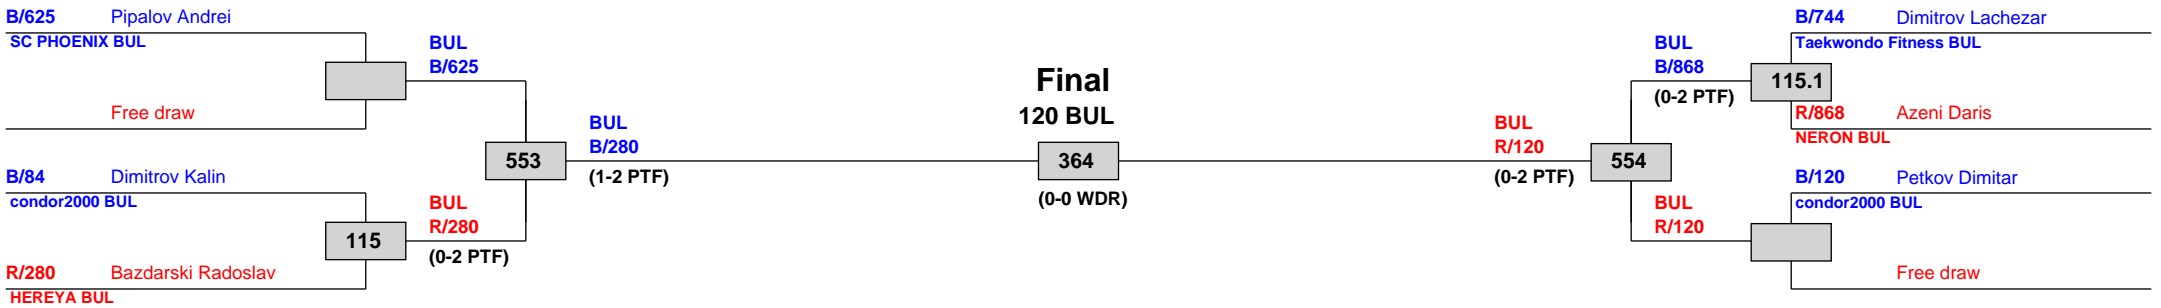 B/625 Pipalov Andrei
SC PHOENIX BUL
Free draw
B/84 Dimitrov Kalin
condor2000 BUL
R/280 Bazdarski Radoslav
HEREYA BUL
115
BUL
B/625
BUL
R/280
(0-2 PTF)
553
BUL
B/280
(1-2 PTF)
Final
120 BUL
364
(0-0 WDR)
BUL
R/120
(0-2 PTF)
554
BUL
B/868
(0-2 PTF)
BUL
R/120
115.1
B/744 Dimitrov Lachezar
Taekwondo Fitness BUL
R/868 Azeni Daris
NERON BUL
B/120 Petkov Dimitar
condor2000 BUL
Free draw